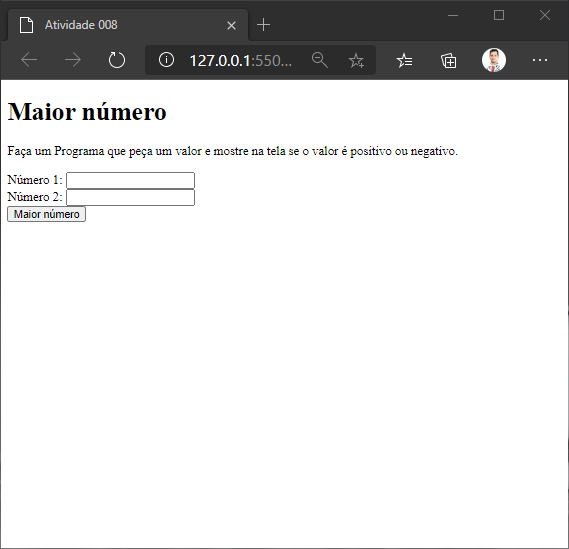 Atividade 008
127.0.0.1:550...
Maior número
Faça um Programa que peça um valor e mostre na tela se o valor é positivo ou negativo.
Número 1:
Número 2:
Maior número